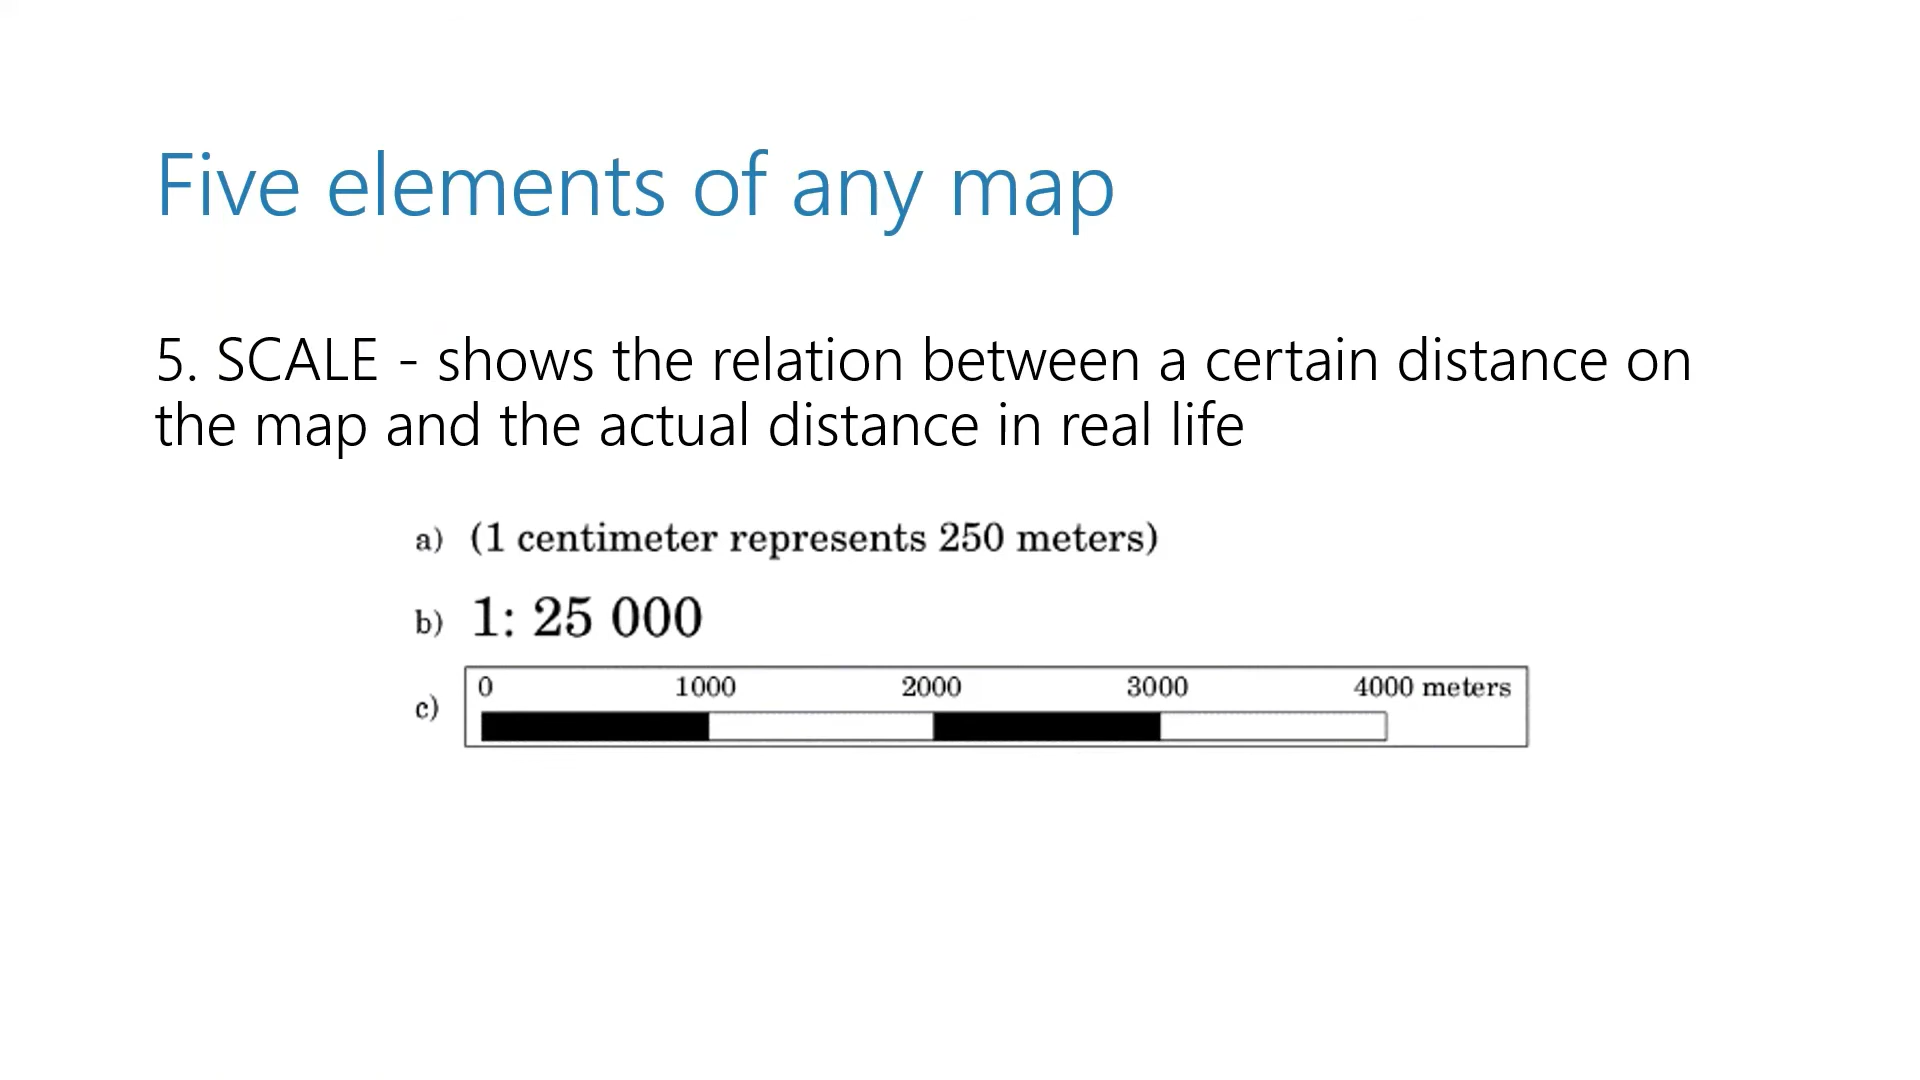 Five elements of any map
5. SCALE - shows the relation between a certain distance on
the map and the actual distance in real life
a) (1 centimeter represents 250 meters)
b) 1: 25 000
c) 0 1000 2000 3000 4000 meters